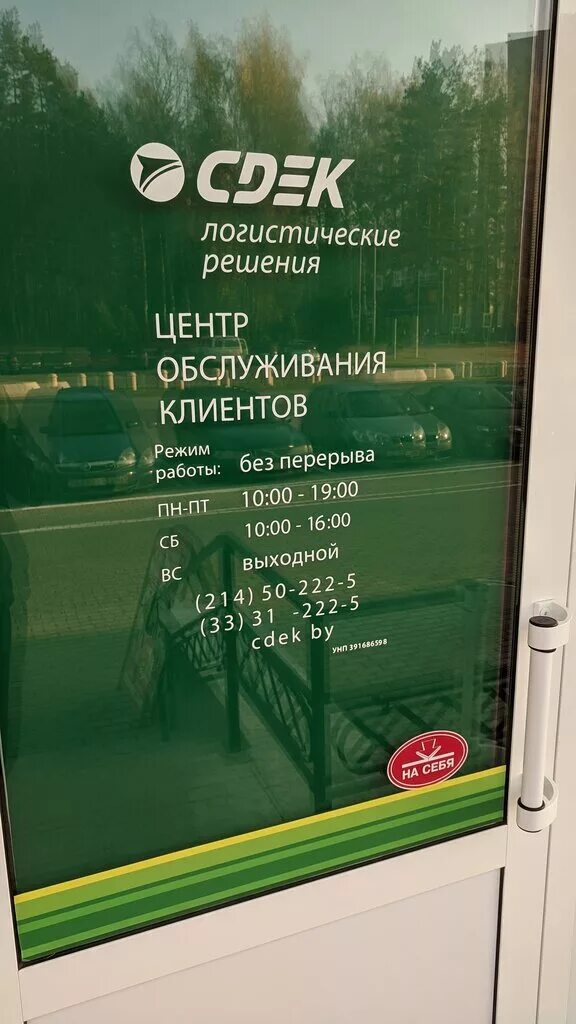 CDEK
логистические
решения
ЦЕНТР
ОБСЛУЖИВАНИЯ
КЛИЕНТОВ
Режим
работы: без перерыва
ПН-ПТ 10:00 - 19:00
СБ 10:00 - 16:00
ВС выходной
(214) 50-222-5
(33) 31 -222-5
cdek by
УНП 391686598
НА СЕБЯ